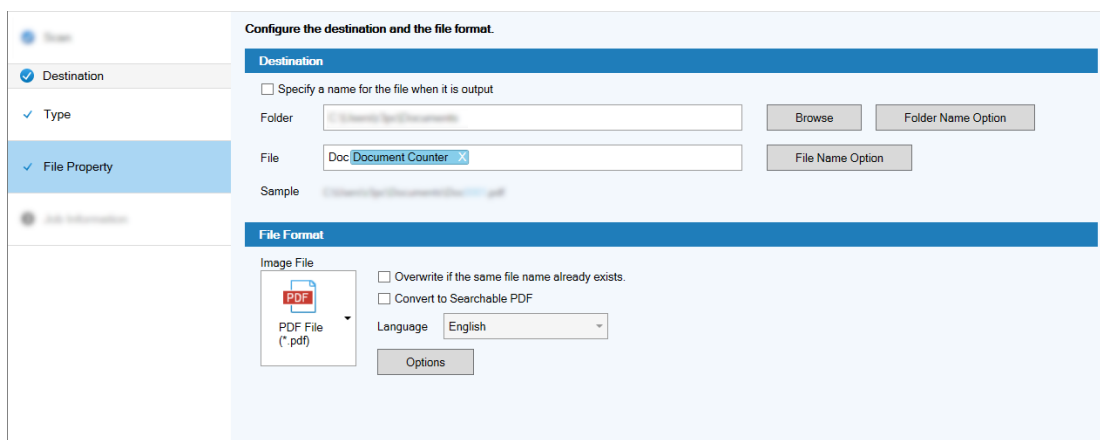 Configure the destination and the file format.
Destination
Destination
Specify a name for the file when it is output
Type
Folder
Browse
Folder Name Option
File Property
File
Doc Document Counter X
File Name Option
Sample
File Format
Image File
PDF
PDF File
(*.pdf)
Overwrite if the same file name already exists.
Convert to Searchable PDF
Language
English
Options